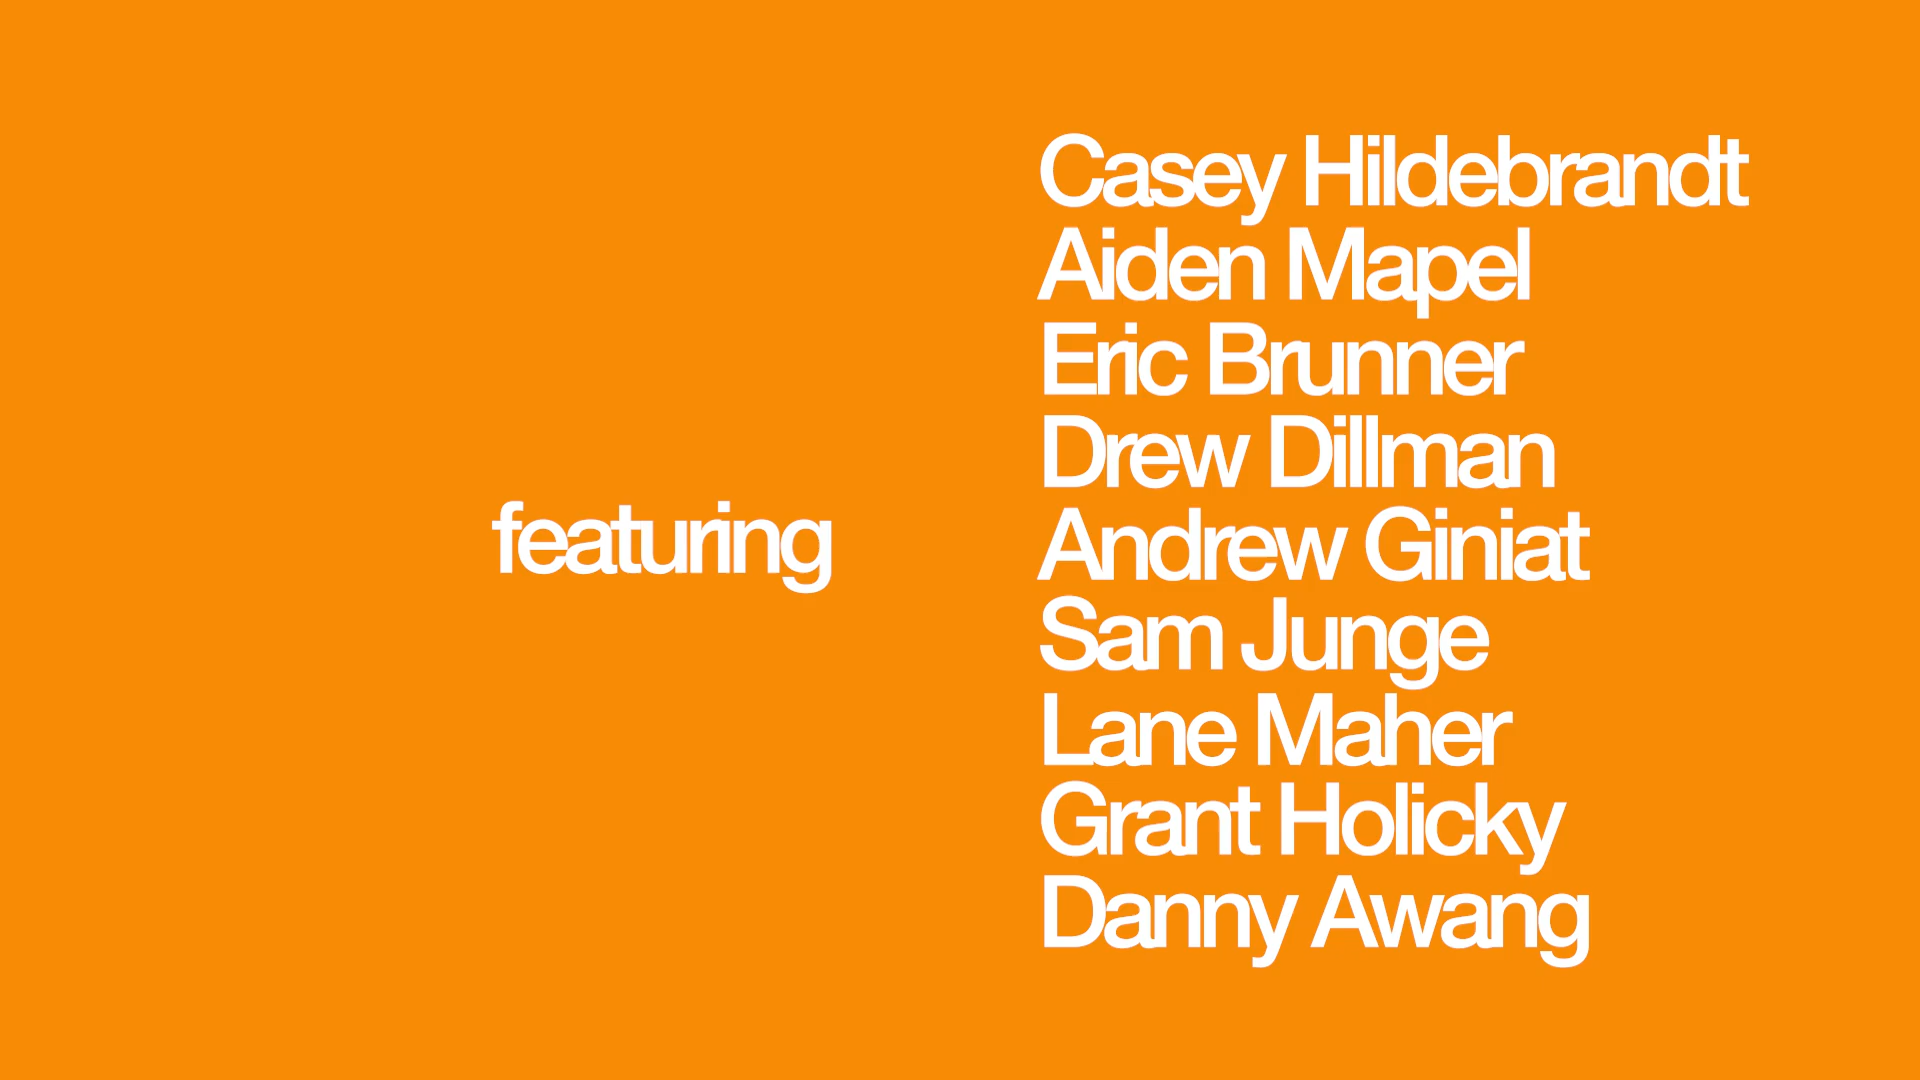 featuring
Casey Hildebrandt
Aiden Mapel
Eric Brunner
Drew Dillman
Andrew Giniat
Sam Junge
Lane Maher
Grant Holicky
Danny Awang